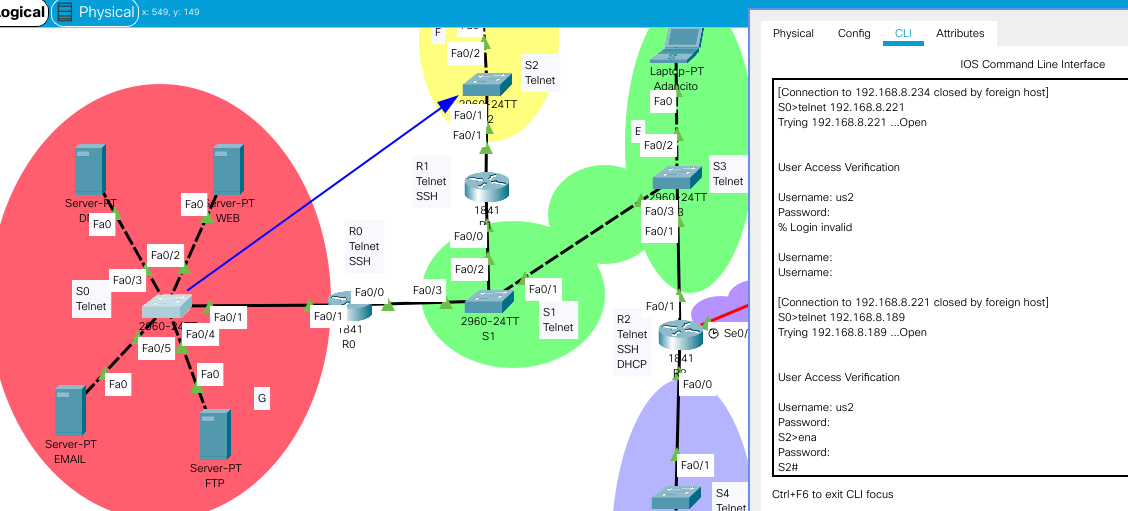 ogical
Physical
x: 549, y: 149
F
Fa0/2
S2
Telnet
Fa0/1
2
Fa0/1
R1
Telnet
SSH
1841
Fa0/0
Fa0/2
Laptop-PT
Adancito
Fa0
E
Fa0/2
S3
Telnet
2960-24TT
3
Fa0/3
Fa0/1
Server-PT
Fa0
Fa0
Server-PT
WEB
R0
Telnet
SSH
Fa0/2
Fa0/3
S0
Telnet
Fa0/1
Fa0/4
Fa0/5
Fa0/0
Fa0/1
1841
R0
Fa0/3
Fa0/1
2960-24TT
S1
S1
Telnet
Fa0/1
R2
Telnet
SSH
DHCP
1841
Se0/
Fa0/0
Fa0
Fa0
G
Server-PT
EMAIL
Server-PT
FTP
Fa0/1
S4
Telnet
Physical Config CLI Attributes
IOS Command Line Interface
[Connection to 192.168.8.234 closed by foreign host]
S0>telnet 192.168.8.221
Trying 192.168.8.221 ...Open
User Access Verification
Username: us2
Password:
% Login invalid
Username:
Username:
[Connection to 192.168.8.221 closed by foreign host]
S0>telnet 192.168.8.189
Trying 192.168.8.189 ...Open
User Access Verification
Username: us2
Password:
S2>ena
Password:
S2#
Ctrl+F6 to exit CLI focus